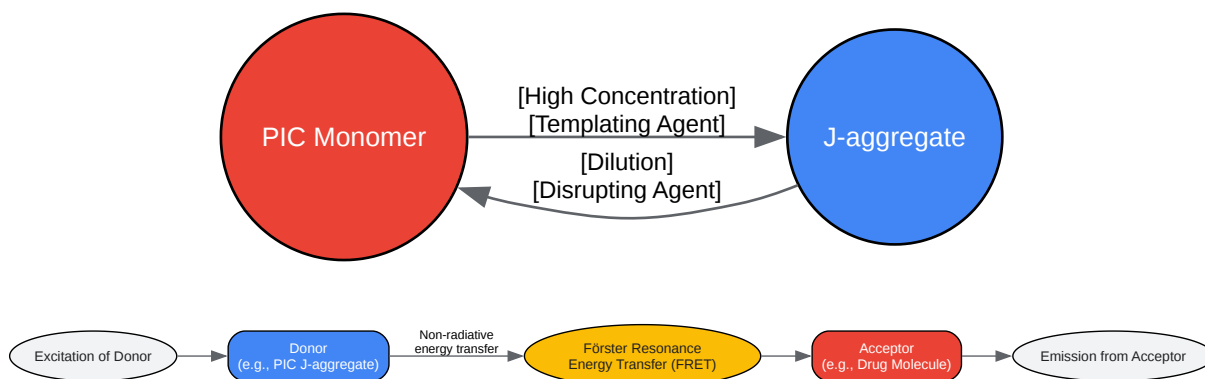 [High Concentration]
[Templating Agent]
PIC Monomer
J-aggregate
[Dilution]
[Disrupting Agent]
Non-radiative
energy transfer
Excitation of Donor
Donor
(e.g., PIC J-aggregate)
Förster Resonance
Energy Transfer (FRET)
Acceptor
(e.g., Drug Molecule)
Emission from Acceptor